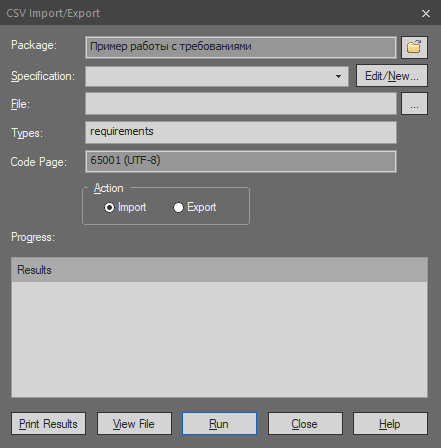 CSV Import/Export
Package: Пример работы с требованиями
Specification: Edit/New...
File: ...
Types: requirements
Code Page: 65001 (UTF-8)
Action
Import Export
Progress:
Results
Print Results View File Run Close Help